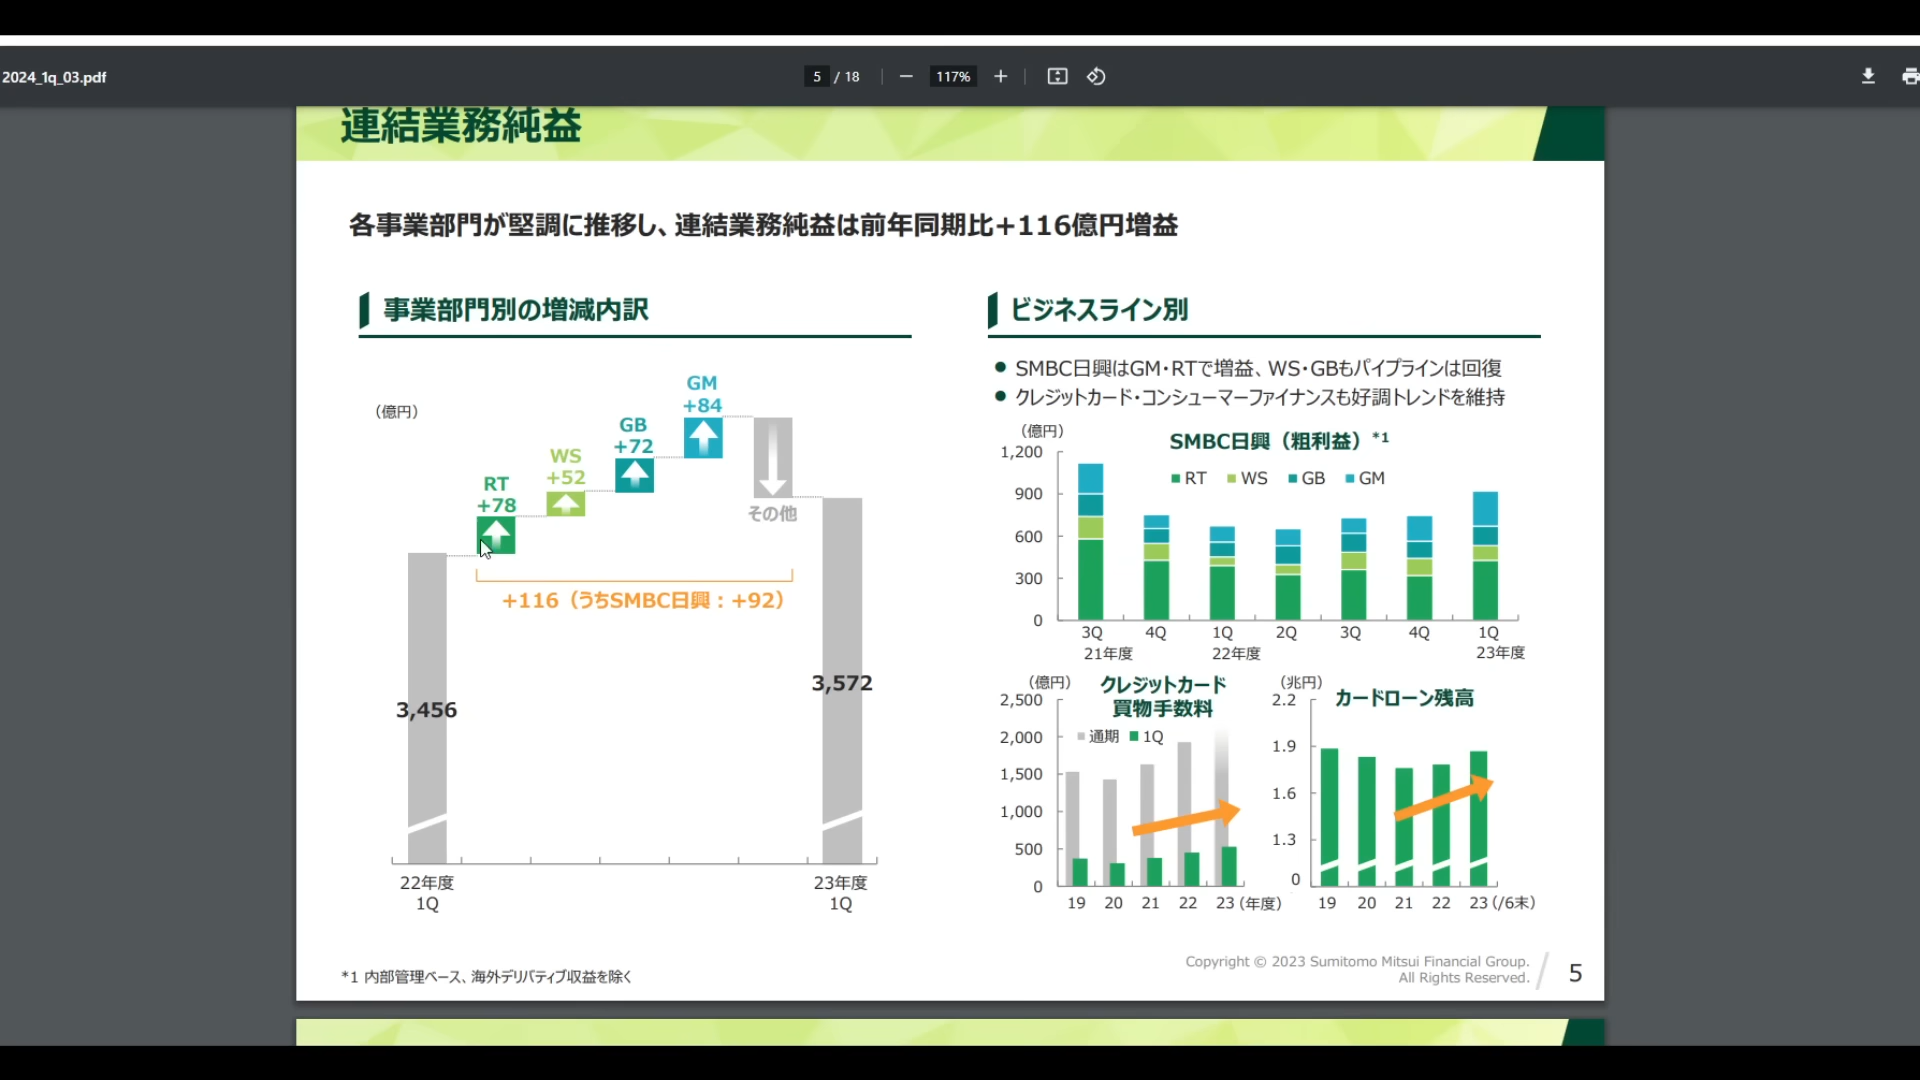 2024_1q_03.pdf
5 / 18
117%
連結業務純益
各事業部門が堅調に推移し、連結業務純益は前年同期比+116億円増益
事業部門別の増減内訳
（億円）
GM
+84
GB
+72
WS
+52
RT
+78
その他
+116（うちSMBC日興：+92）
3,456
3,572
22年度
1Q
23年度
1Q
ビジネスライン別
● SMBC日興はGM・RTで増益、WS・GBもパイプラインは回復
● クレジットカード・コンシューマーファイナンスも好調トレンドを維持
（億円）
SMBC日興（粗利益）*1
RT WS GB GM
1,200
900
600
300
0
3Q 4Q 1Q 2Q 3Q 4Q 1Q
21年度 22年度 23年度
（億円）
クレジットカード
買物手数料
通期 1Q
2,500
2,000
1,500
1,000
500
0
19 20 21 22 23（年度）
（兆円）
カードローン残高
2.2
1.9
1.6
1.3
0
19 20 21 22 23（/6末）
*1 内部管理ベース、海外デリバティブ収益を除く
Copyright © 2023 Sumitomo Mitsui Financial Group.
All Rights Reserved.
5